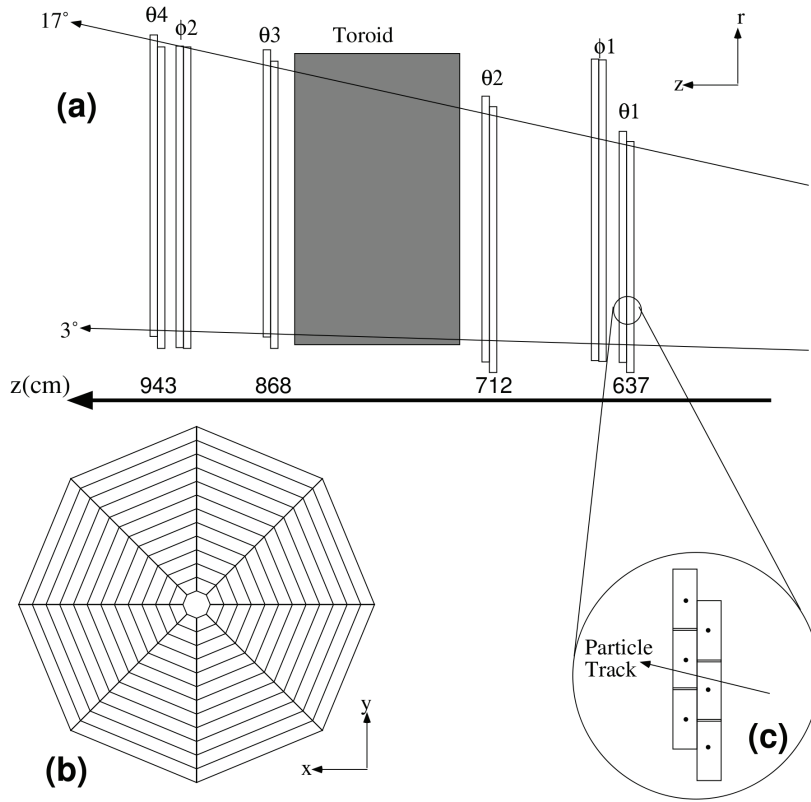 17°
θ4
ϕ2
θ3
Toroid
θ2
ϕ1
θ1
r
z
(a)
3°
z(cm)
943
868
712
637
Particle
Track
y
x
(b)
(c)